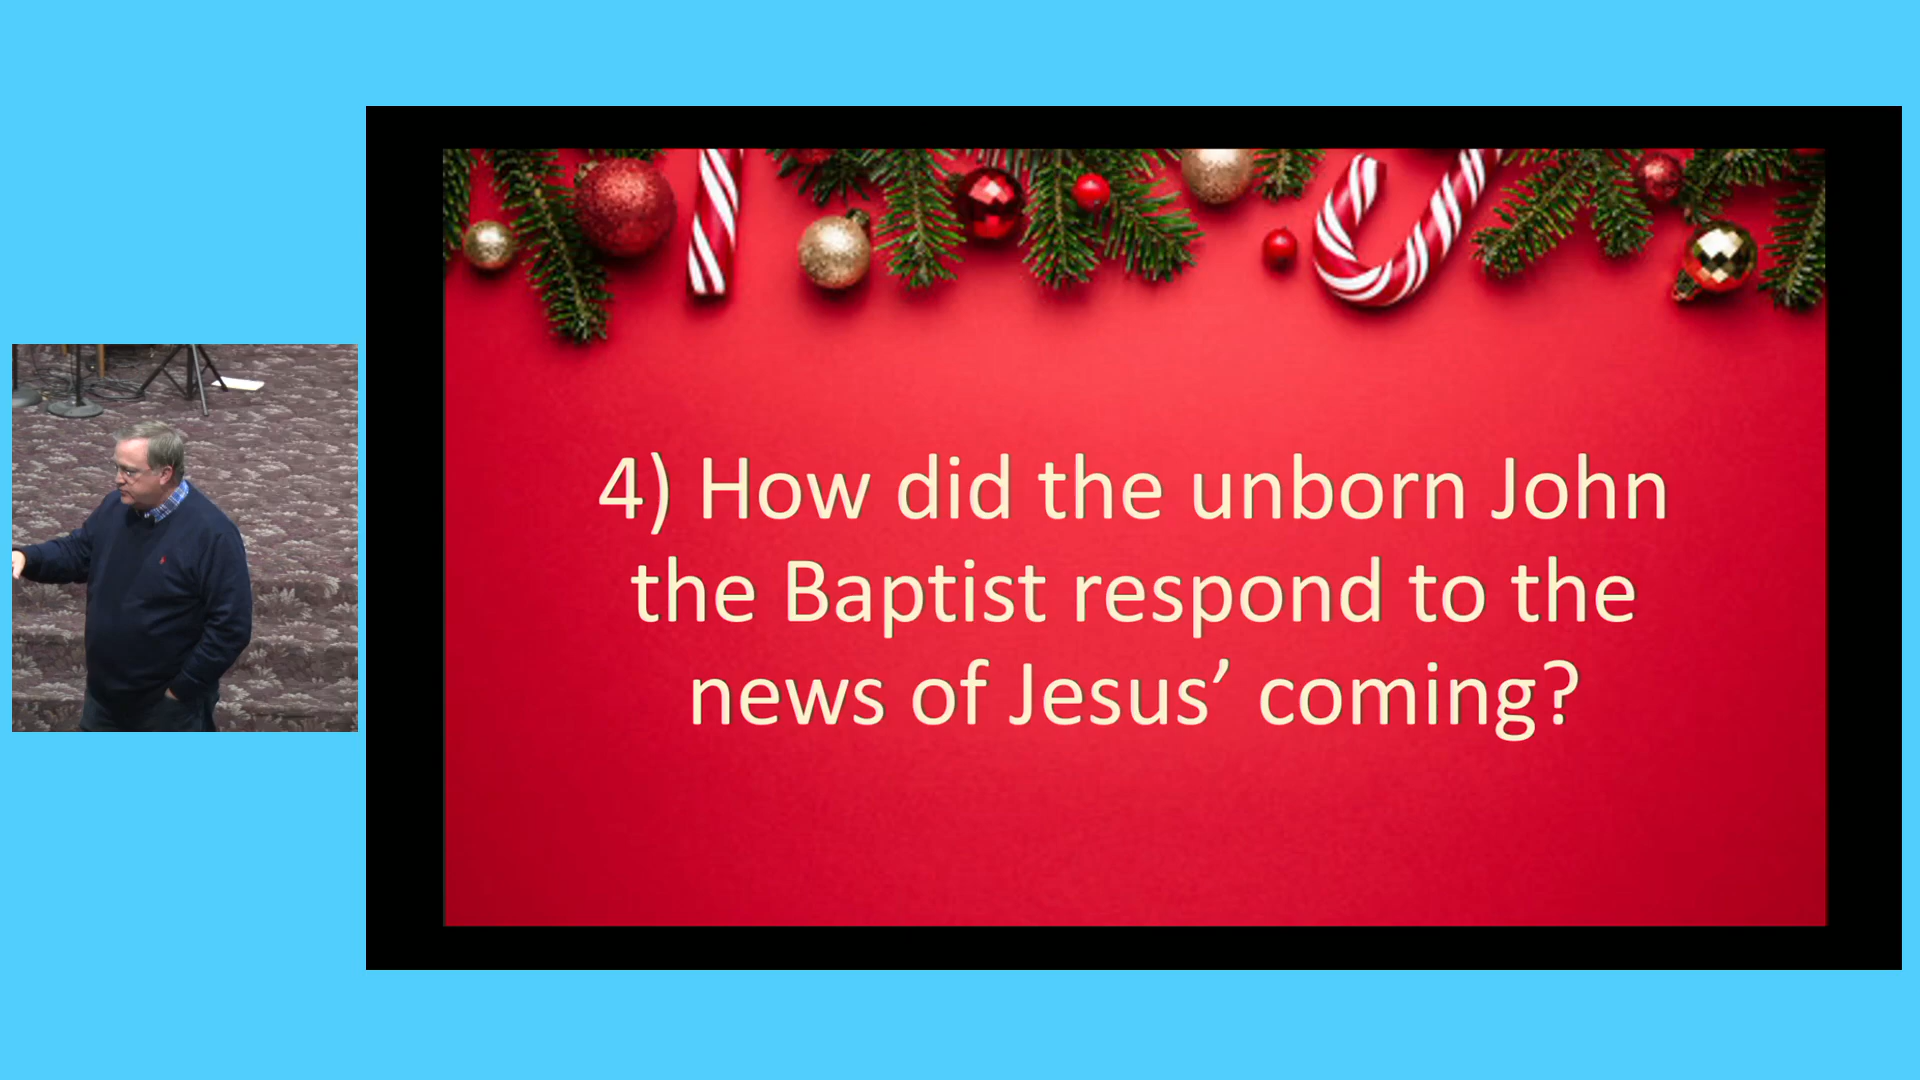 4) How did the unborn John
the Baptist respond to the
news of Jesus’ coming?